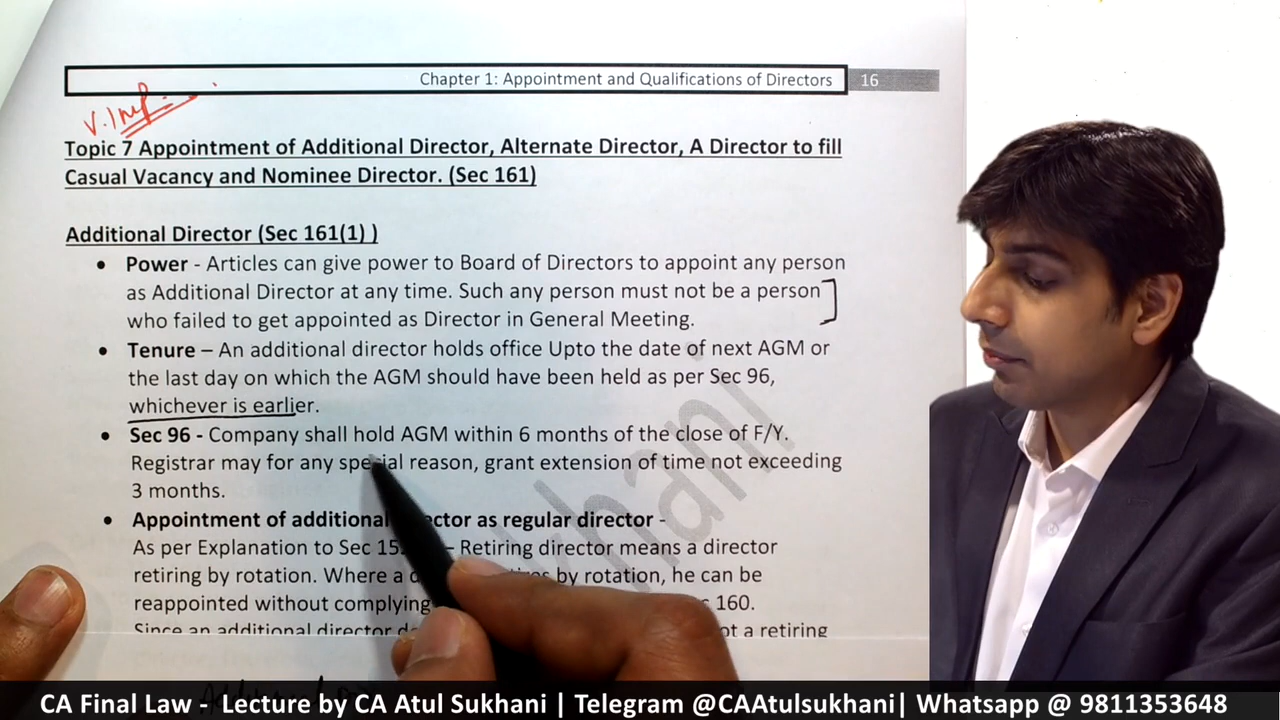 Chapter 1: Appointment and Qualifications of Directors 16
V. Imp.
Topic 7 Appointment of Additional Director, Alternate Director, A Director to fill
Casual Vacancy and Nominee Director. (Sec 161)
Additional Director (Sec 161(1) )
• Power - Articles can give power to Board of Directors to appoint any person
as Additional Director at any time. Such any person must not be a person
who failed to get appointed as Director in General Meeting.
• Tenure – An additional director holds office Upto the date of next AGM or
the last day on which the AGM should have been held as per Sec 96,
whichever is earlier.
• Sec 96 - Company shall hold AGM within 6 months of the close of F/Y.
Registrar may for any special reason, grant extension of time not exceeding
3 months.
• Appointment of additional as regular director -
As per Explanation to Sec – Retiring director means a director
retiring by rotation. Where a by rotation, he can be
reappointed without complying 160.
Since an additional director a retiring
khani
CA Final Law - Lecture by CA Atul Sukhani | Telegram @CAAtulsukhani| Whatsapp @ 9811353648